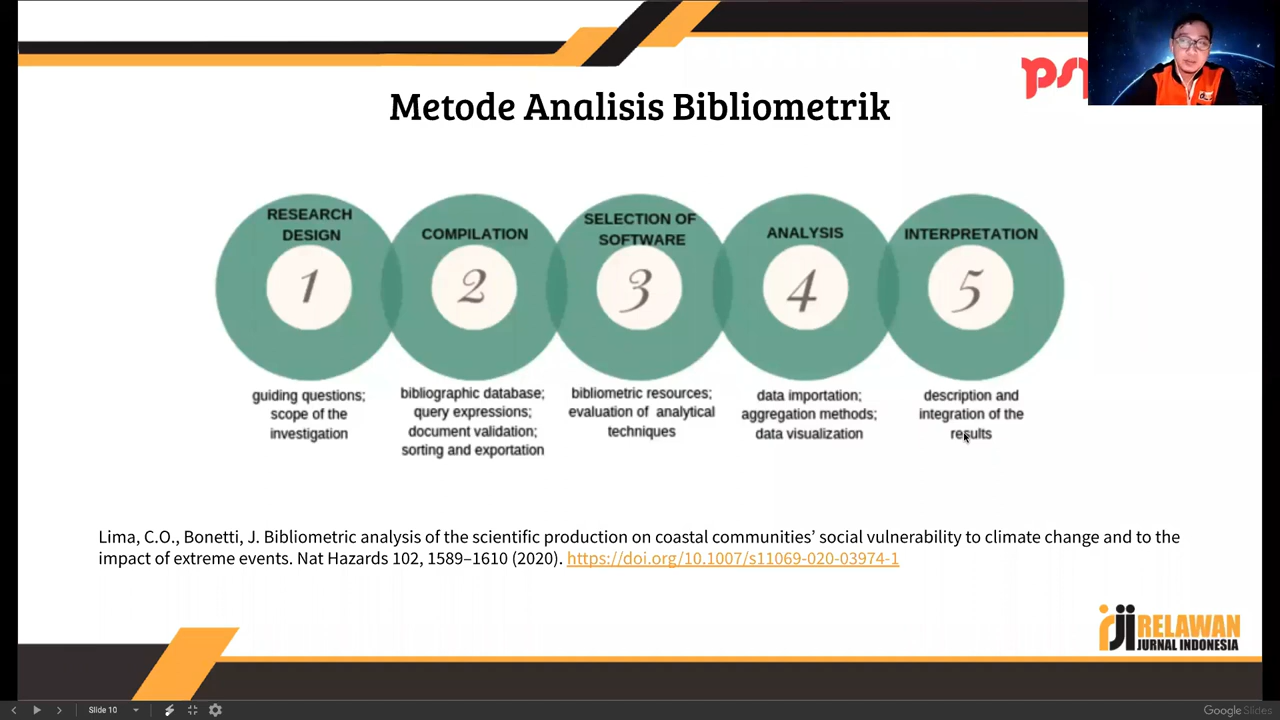 Metode Analisis Bibliometrik
RESEARCH
DESIGN
1
guiding questions;
scope of the
investigation
COMPILATION
2
bibliographic database;
query expressions;
document validation;
sorting and exportation
SELECTION OF
SOFTWARE
3
bibliometric resources;
evaluation of analytical
techniques
ANALYSIS
4
data importation;
aggregation methods;
data visualization
INTERPRETATION
5
description and
integration of the
results
Lima, C.O., Bonetti, J. Bibliometric analysis of the scientific production on coastal communities’ social vulnerability to climate change and to the
impact of extreme events. Nat Hazards 102, 1589–1610 (2020). https://doi.org/10.1007/s11069-020-03974-1
rji RELAWAN
JURNAL INDONESIA
Slide 10
Google Slides